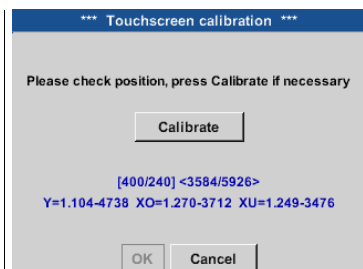 *** Touchscreen calibration ***
Please check position, press Calibrate if necessary
Calibrate
[400/240] <3584/5926>
Y=1.104-4738 XO=1.270-3712 XU=1.249-3476
OK Cancel